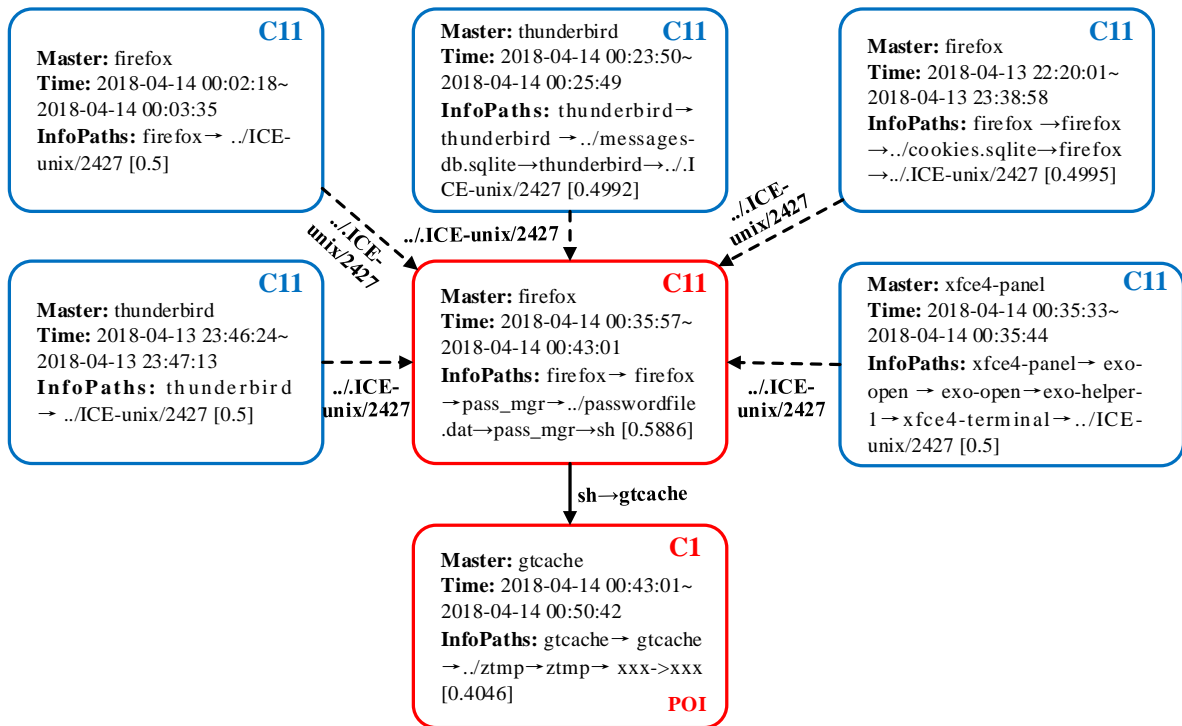 C11
Master: firefox
Time: 2018-04-14 00:02:18~
2018-04-14 00:03:35
InfoPaths: firefox→ ../ICE-
unix/2427 [0.5]
C11
Master: thunderbird
Time: 2018-04-14 00:23:50~
2018-04-14 00:25:49
InfoPaths: thunderbird→
thunderbird →../messages-
db.sqlite→thunderbird→../.I
CE-unix/2427 [0.4992]
C11
Master: firefox
Time: 2018-04-13 22:20:01~
2018-04-13 23:38:58
InfoPaths: firefox →firefox
→../cookies.sqlite→firefox
→../.ICE-unix/2427 [0.4995]
../.ICE-
unix/2427
../.ICE-unix/2427
../.ICE-
unix/2427
C11
Master: thunderbird
Time: 2018-04-13 23:46:24~
2018-04-13 23:47:13
InfoPaths: thunderbird
→ ../ICE-unix/2427 [0.5]
../.ICE-
unix/2427
C11
Master: firefox
Time: 2018-04-14 00:35:57~
2018-04-14 00:43:01
InfoPaths: firefox→ firefox
→pass_mgr→../passwordfile
.dat→pass_mgr→sh [0.5886]
../.ICE-
unix/2427
C11
Master: xfce4-panel
Time: 2018-04-14 00:35:33~
2018-04-14 00:35:44
InfoPaths: xfce4-panel→ exo-
open → exo-open→exo-helper-
1→xfce4-terminal→../ICE-
unix/2427 [0.5]
sh→gtcache
C1
Master: gtcache
Time: 2018-04-14 00:43:01~
2018-04-14 00:50:42
InfoPaths: gtcache→ gtcache
→../ztmp→ztmp→ xxx->xxx
[0.4046]
POI